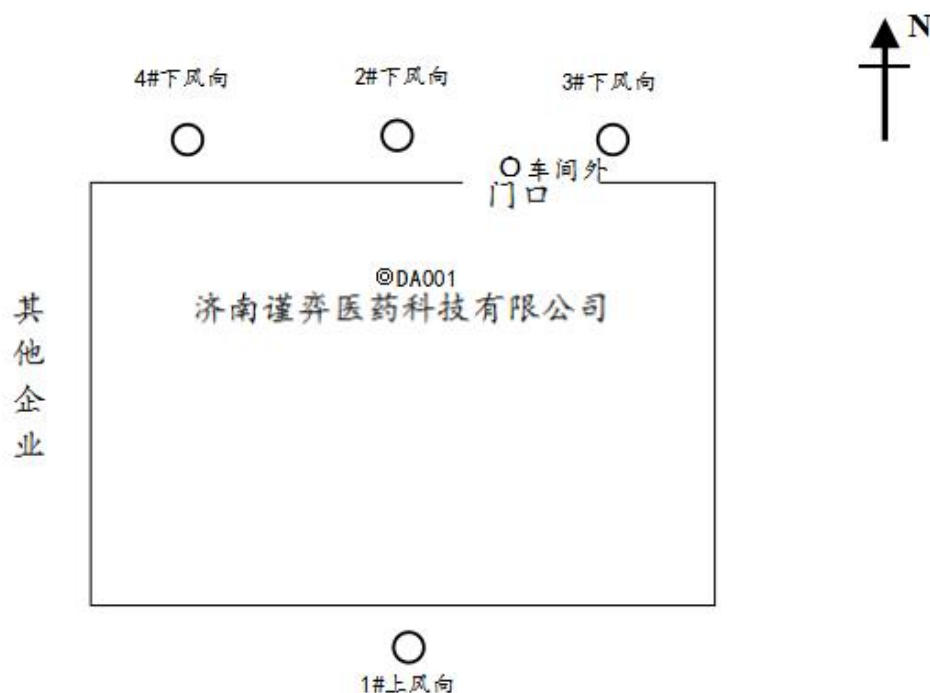 N
4#下风向
2#下风向
3#下风向
车间外
门口
DA001
济南谨弈医药科技有限公司
其他企业
1#上风向